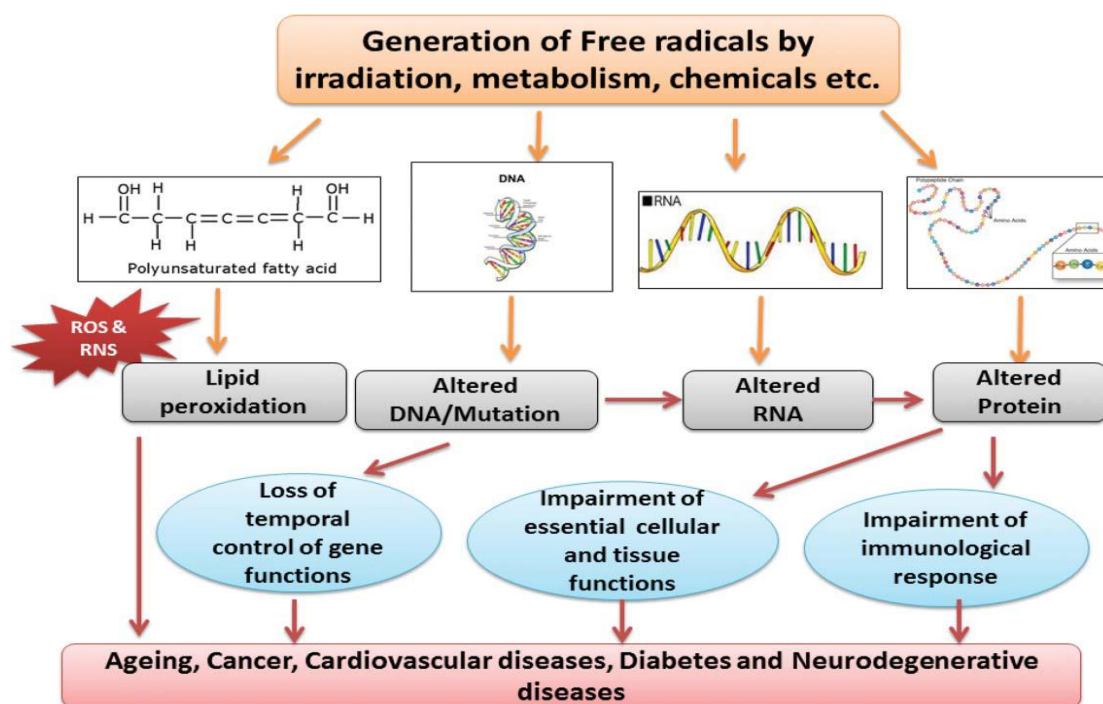 Generation of Free radicals by
irradiation, metabolism, chemicals etc.
OH H H OH
H C C C C C C C C H
H H H
Polyunsaturated fatty acid
DNA
■RNA
Polypeptide Chain
Amino Acids
Amino Acids
ROS &
RNS
Lipid
peroxidation
Altered
DNA/Mutation
Altered
RNA
Altered
Protein
Loss of
temporal
control of gene
functions
Impairment of
essential cellular
and tissue
functions
Impairment of
immunological
response
Ageing, Cancer, Cardiovascular diseases, Diabetes and Neurodegenerative
diseases